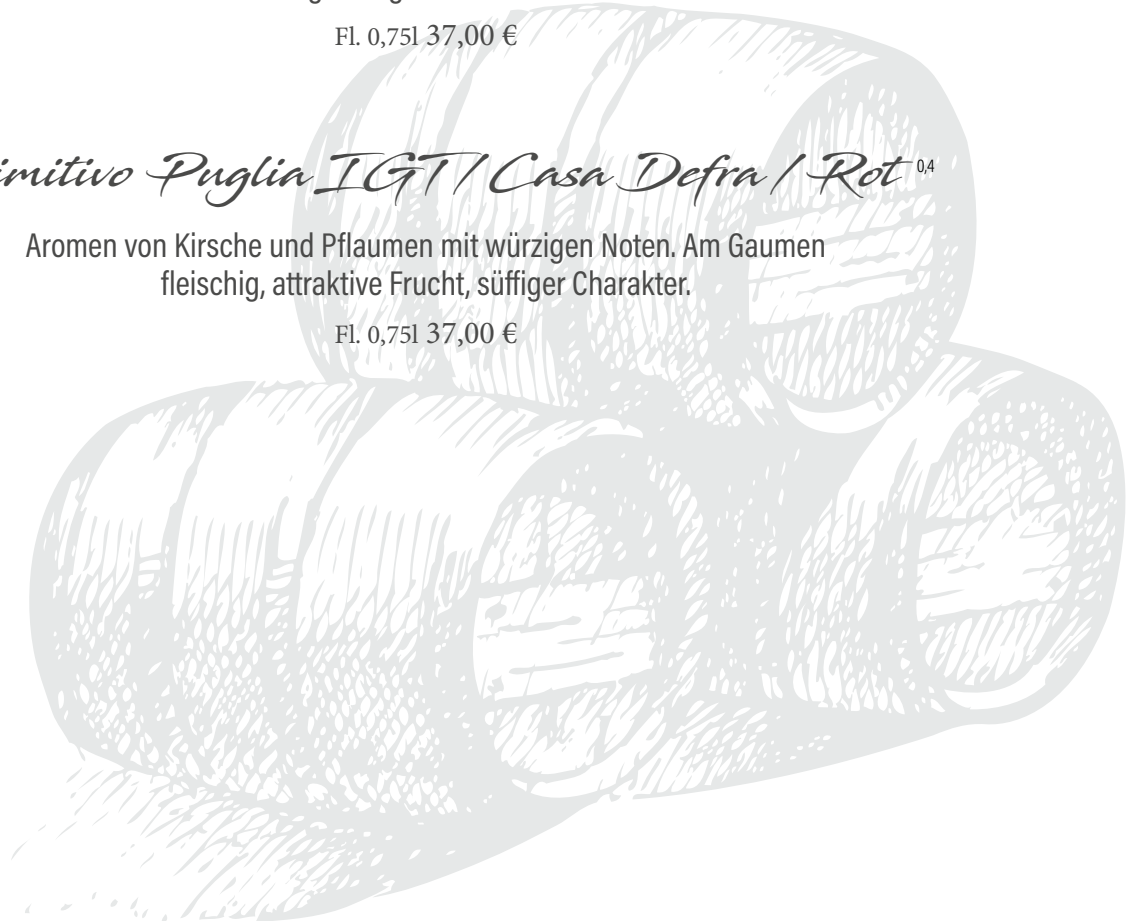 Fl. 0,75l 37,00 €
imitivo Puglia IGT / Casa Defra / Rot 0,4
Aromen von Kirsche und Pflaumen mit würzigen Noten. Am Gaumen
fleischig, attraktive Frucht, süffiger Charakter.
Fl. 0,75l 37,00 €